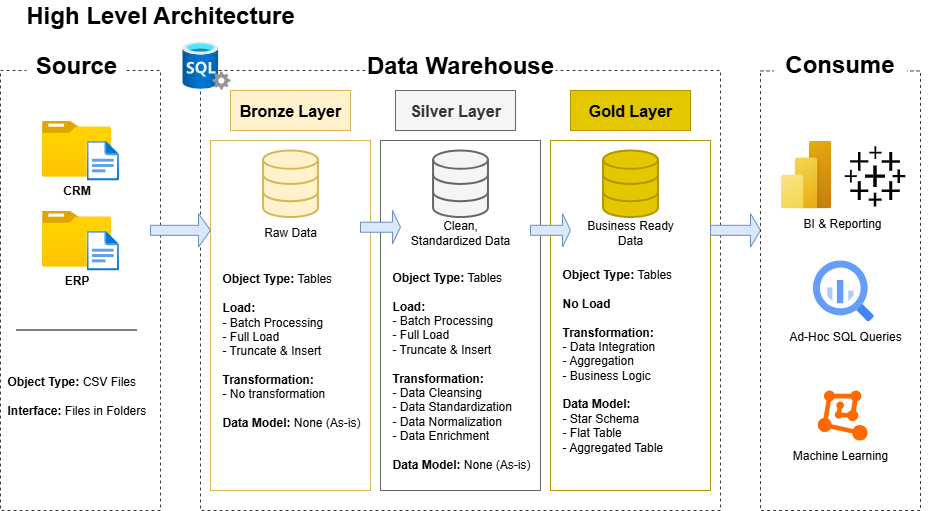 High Level Architecture
Source
CRM
ERP
Object Type: CSV Files
Interface: Files in Folders
SQL
Data Warehouse
Bronze Layer
Raw Data
Object Type: Tables
Load:
- Batch Processing
- Full Load
- Truncate & Insert
Transformation:
- No transformation
Data Model: None (As-is)
Silver Layer
Clean,
Standardized Data
Object Type: Tables
Load:
- Batch Processing
- Full Load
- Truncate & Insert
Transformation:
- Data Cleansing
- Data Standardization
- Data Normalization
- Data Enrichment
Data Model: None (As-is)
Gold Layer
Business Ready
Data
Object Type: Tables
No Load
Transformation:
- Data Integration
- Aggregation
- Business Logic
Data Model:
- Star Schema
- Flat Table
- Aggregated Table
Consume
BI & Reporting
Ad-Hoc SQL Queries
Machine Learning